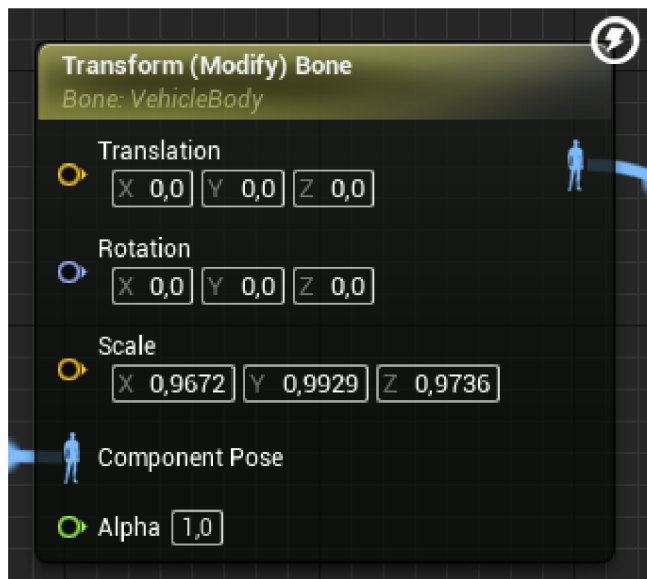 Transform (Modify) Bone
Bone: VehicleBody
Translation
X 0,0 Y 0,0 Z 0,0
Rotation
X 0,0 Y 0,0 Z 0,0
Scale
X 0,9672 Y 0,9929 Z 0,9736
Component Pose
Alpha 1,0